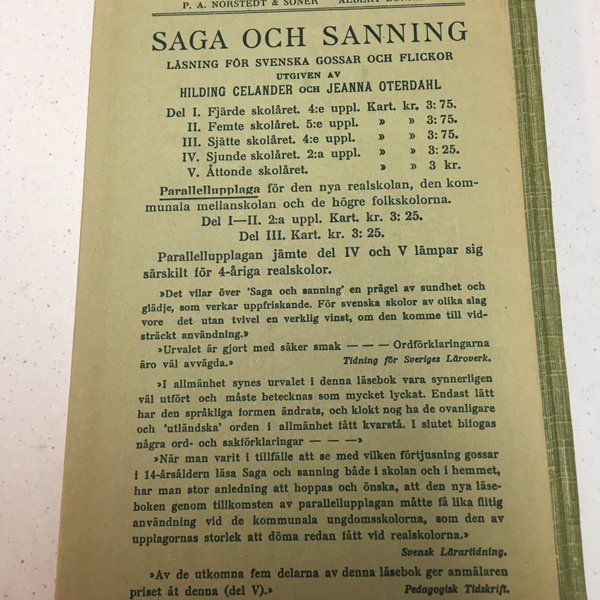 P. A. NORSTEDT & SÖNER
SAGA OCH SANNING
LÄSNING FÖR SVENSKA GOSSAR OCH FLICKOR
UTGIVEN AV
HILDING CELANDER OCH JEANNA OTERDAHL
Del I. Fjärde skolåret. 4:e uppl. Kart. kr. 3: 75.
II. Femte skolåret. 5:e uppl. » » 3: 75.
III. Sjätte skolåret. 4:e uppl. » » 3: 75.
IV. Sjunde skolåret. 2:a uppl. » » 3: 25.
V. Åttonde skolåret. » 3 kr.
Parallellupplaga för den nya realskolan, den kom-
munala mellanskolan och de högre folkskolorna.
Del I—II. 2:a uppl. Kart. kr. 3: 25.
Del III. Kart. kr. 3: 25.
Parallellupplagan jämte del IV och V lämpar sig
särskilt för 4-åriga realskolor.
»Det vilar över 'Saga och sanning' en prägel av sundhet och
glädje, som verkar uppfriskande. För svenska skolor av olika slag
vore det utan tvivel en verklig vinst, om den komme till vid-
sträckt användning.»
»Urvalet är gjort med säker smak — — — Ordförklaringarna
äro väl avvägda.» Tidning för Sveriges Läroverk.
»I allmänhet synes urvalet i denna läsebok vara synnerligen
väl utfört och måste betecknas som mycket lyckat. Endast lätt
har den språkliga formen ändrats, och klokt nog ha de ovanligare
och 'utländska' orden i allmänhet fått kvarstå. I slutet bifogas
några ord- och sakförklaringar — — —»
»När man varit i tillfälle att se med vilken förtjusning gossar
i 14-årsåldern läsa Saga och sanning både i skolan och i hemmet,
har man stor anledning att hoppas och önska, att den nya läse-
boken genom tillkomsten av parallellupplagan måtte få lika flitig
användning vid de kommunala ungdomsskolorna, som den av
upplagornas storlek att döma redan fått vid realskolorna.»
Svensk Lärartidning.
»Av de utkomna fem delarna av denna läsebok ger anmälaren
priset åt denna (del V).» Pedagogisk Tidskrift.